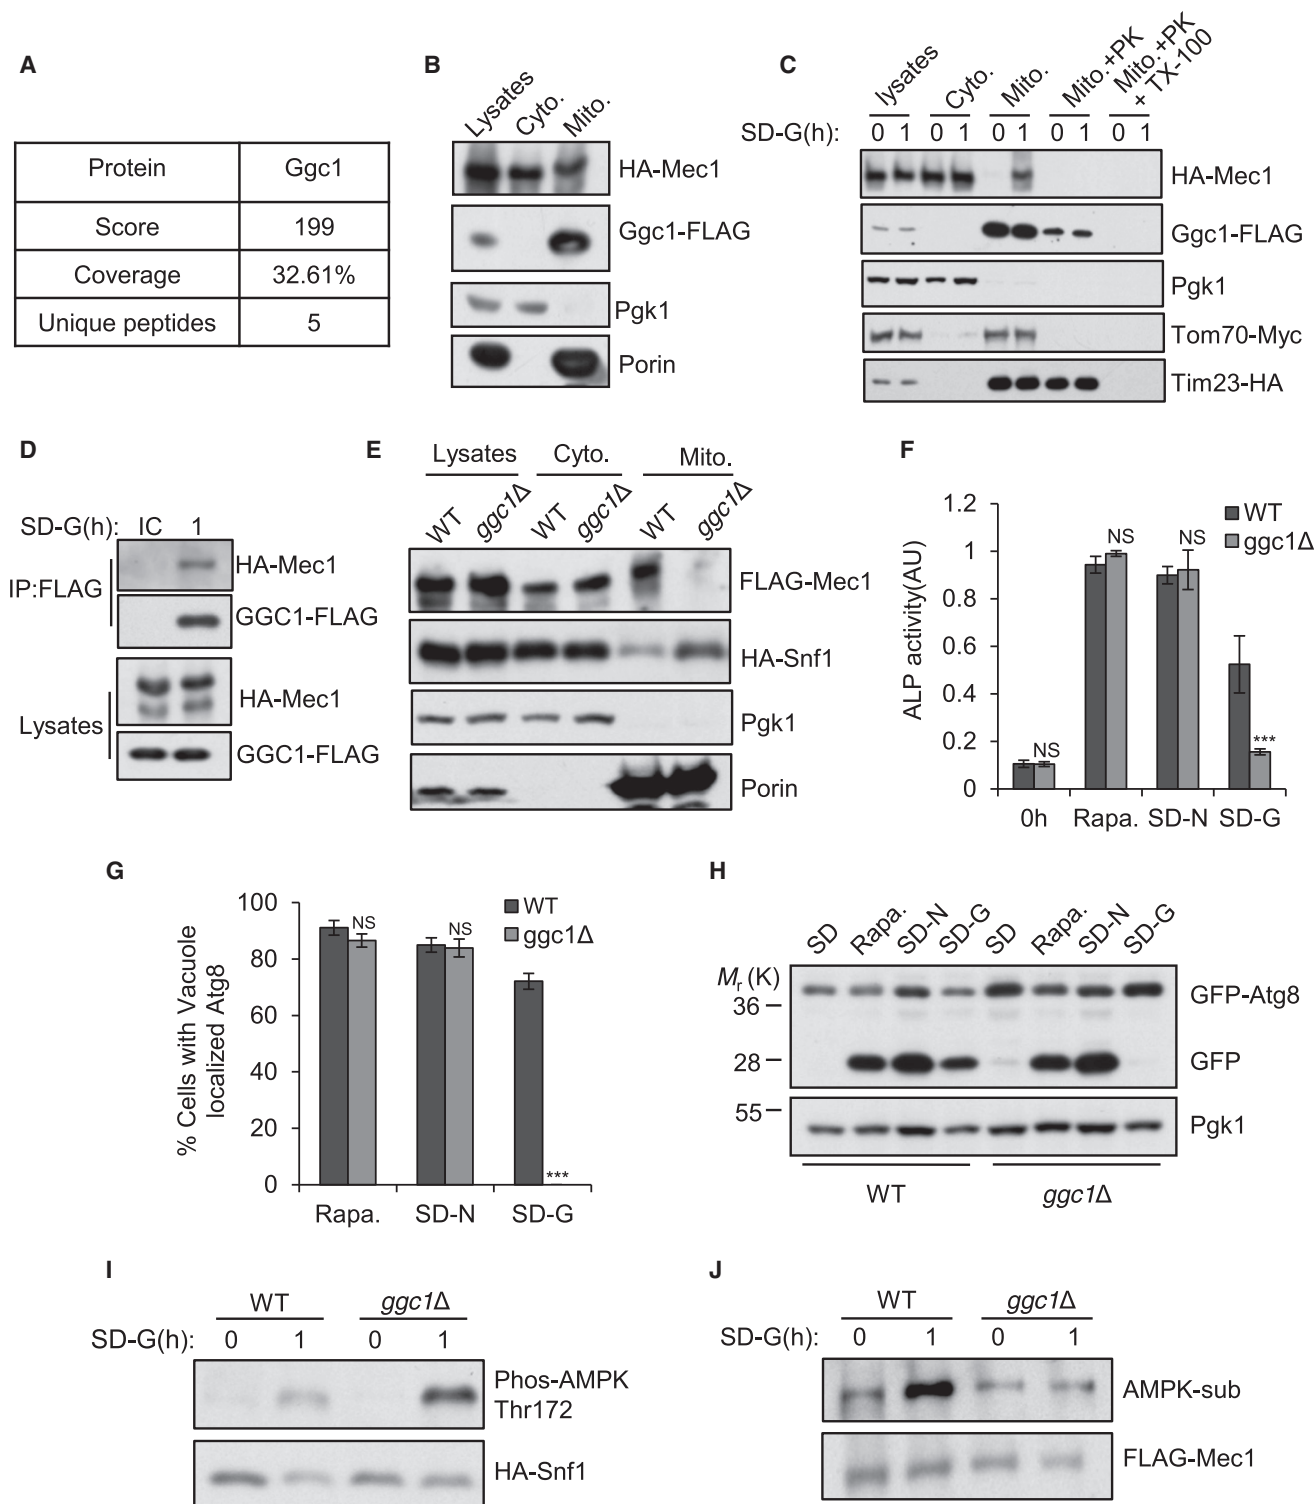 A
Protein Ggc1
Score 199
Coverage 32.61%
Unique peptides 5
B
Lysates Cyto. Mito.
HA-Mec1
Ggc1-FLAG
Pgk1
Porin
C
lysates Cyto. Mito. Mito.+PK Mito.+PK + TX-100
SD-G(h): 0 1 0 1 0 1 0 1 0 1
HA-Mec1
Ggc1-FLAG
Pgk1
Tom70-Myc
Tim23-HA
D
SD-G(h): IC 1
IP:FLAG
HA-Mec1
GGC1-FLAG
Lysates
HA-Mec1
GGC1-FLAG
E
Lysates Cyto. Mito.
WT ggc1Δ WT ggc1Δ WT ggc1Δ
FLAG-Mec1
HA-Snf1
Pgk1
Porin
F
ALP activity(AU)
1.2
1
0.8
0.6
0.4
0.2
0
WT
ggc1Δ
NS NS NS ***
0h Rapa. SD-N SD-G
G
% Cells with Vacuole
localized Atg8
100
80
60
40
20
0
WT
ggc1Δ
NS NS ***
Rapa. SD-N SD-G
H
SD Rapa. SD-N SD-G SD Rapa. SD-N SD-G
Mr (K)
36
28
55
GFP-Atg8
GFP
Pgk1
WT ggc1Δ
I
WT ggc1Δ
SD-G(h): 0 1 0 1
Phos-AMPK
Thr172
HA-Snf1
J
WT ggc1Δ
SD-G(h): 0 1 0 1
AMPK-sub
FLAG-Mec1